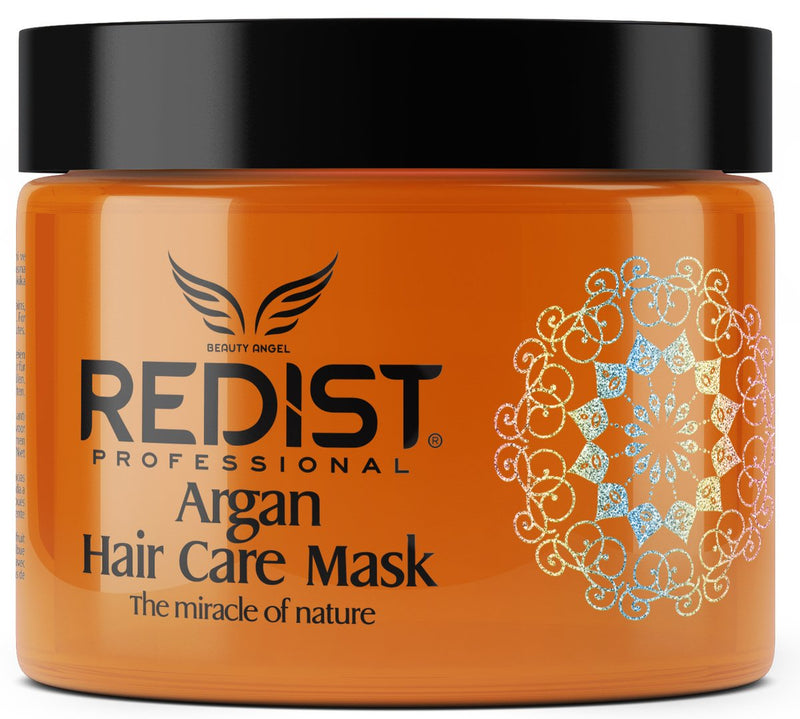 BEAUTY ANGEL
REDIST®
PROFESSIONAL
Argan
Hair Care Mask
The miracle of nature